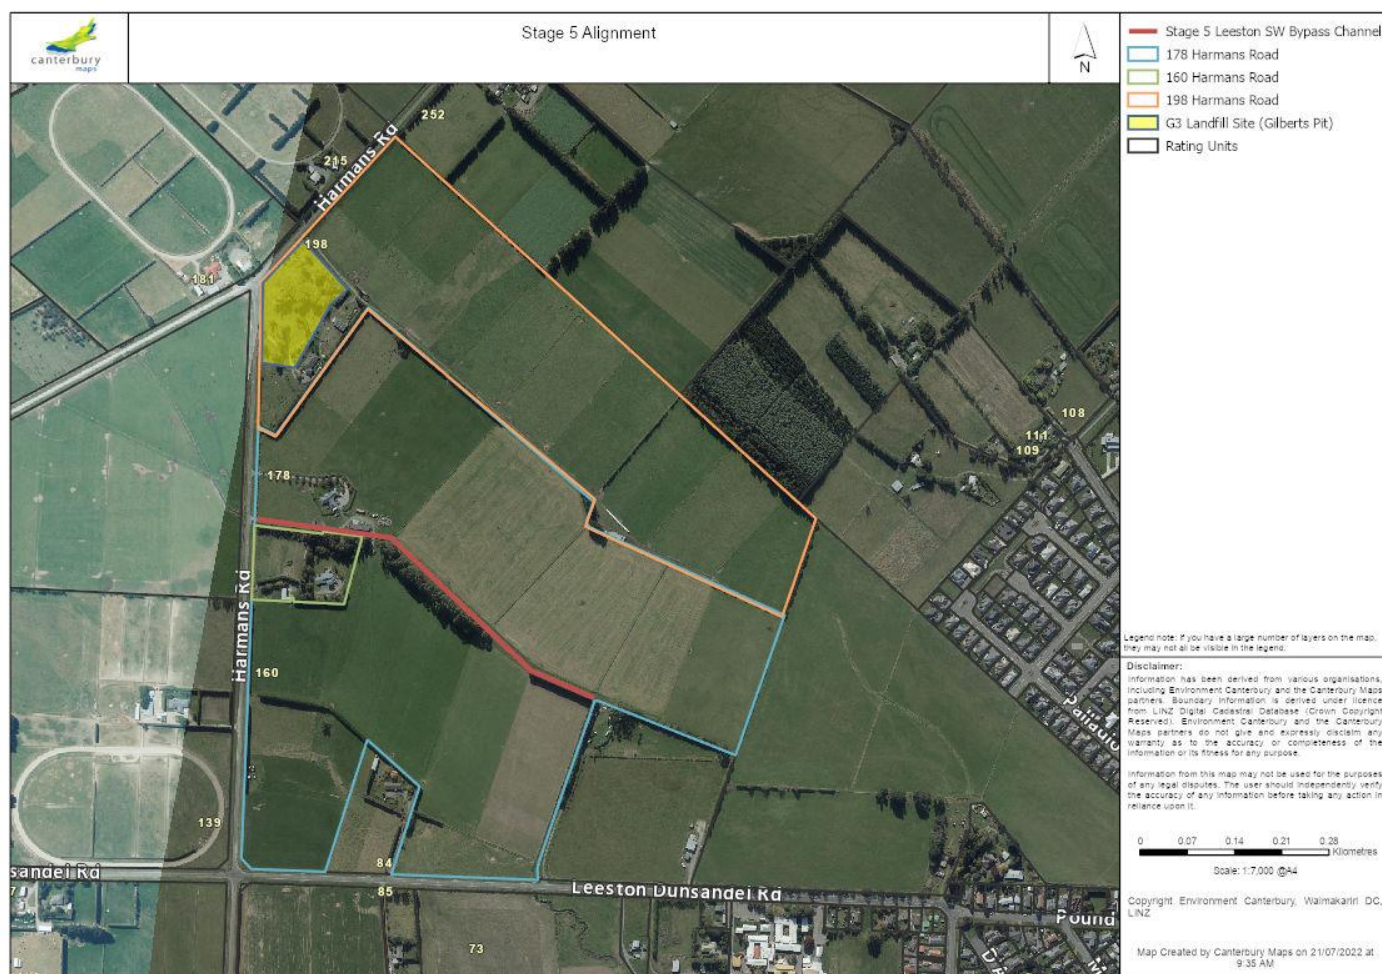 canterbury
maps
Stage 5 Alignment
N
Stage 5 Leeston SW Bypass Channel
178 Harmans Road
160 Harmans Road
198 Harmans Road
G3 Landfill Site (Gilberts Pit)
Rating Units
252
215
Harmans Rd
198
181
108
111
109
178
Harmans Rd
160
139
84
85
73
7
sandel Rd
Leeston Dunsandel Rd
Pound
Legend note: If you have a large number of layers on the map,
they may not all be visible in the legend.
Disclaimer:
Information has been derived from various organisations,
including Environment Canterbury and the Canterbury Maps
partners. Boundary information is derived under licence
from LINZ Digital Cadastral Database (Crown Copyright
Reserved). Environment Canterbury and the Canterbury
Maps partners do not give and expressly disclaim any
warranty as to the accuracy or completeness of the
information or its fitness for any purpose.
Information from this map may not be used for the purposes
of any legal disputes. The user should independently verify
the accuracy of any information before taking any action in
reliance upon it.
0 0.07 0.14 0.21 0.28
Kilometres
Scale: 1:7,000 @A4
Copyright Environment Canterbury, Waimakariri DC,
LINZ
Map Created by Canterbury Maps on 21/07/2022 at
9:35 AM